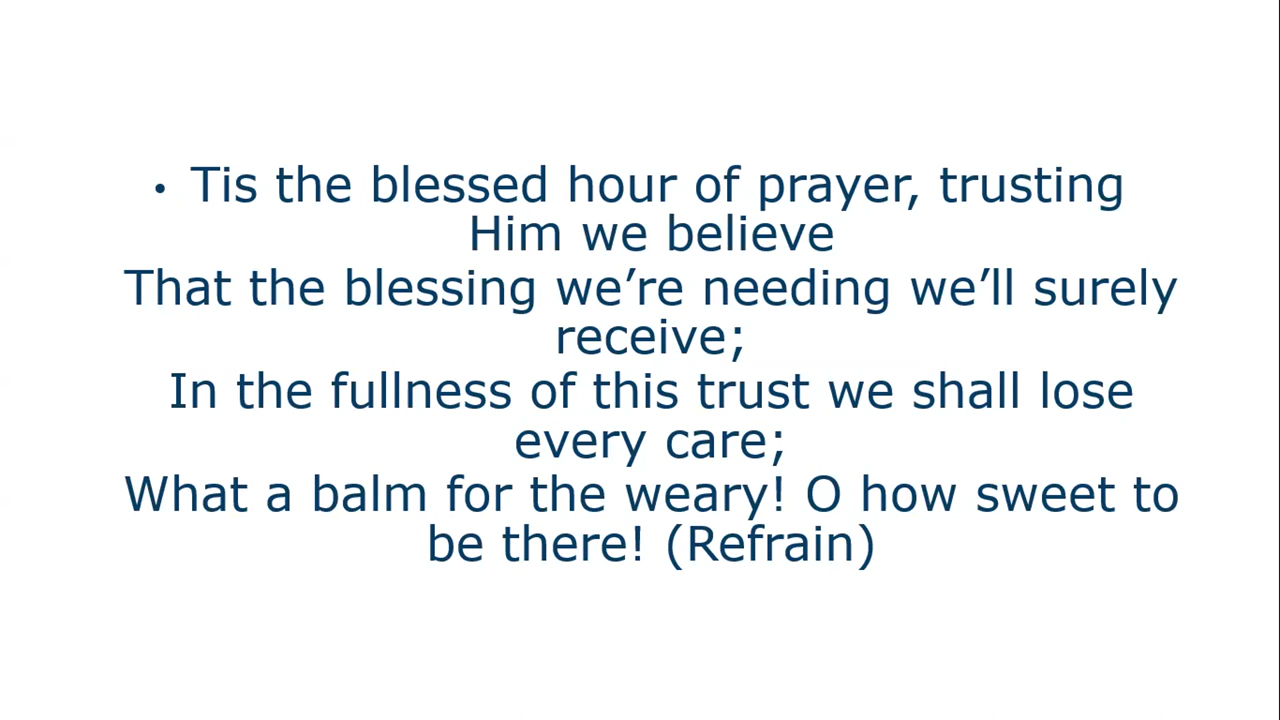 • Tis the blessed hour of prayer, trusting
Him we believe
That the blessing we’re needing we’ll surely
receive;
In the fullness of this trust we shall lose
every care;
What a balm for the weary! O how sweet to
be there! (Refrain)